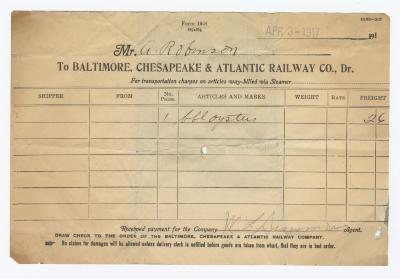 Form 19-8
APR 3-1917 191
Mr. A Robinson
To BALTIMORE, CHESAPEAKE & ATLANTIC RAILWAY CO., Dr.
For transportation charges on articles way-billed via Steamer
SHIPPER FROM No. Pkgs. ARTICLES AND MARKS WEIGHT RATE FREIGHT
1 bbl oysters 26
Received payment for the Company, Agent.
DRAW CHECK TO THE ORDER OF THE BALTIMORE, CHESAPEAKE & ATLANTIC RAILWAY COMPANY.
No claims for damages will be allowed unless delivery clerk is notified before goods are taken from wharf, that they are in bad order.